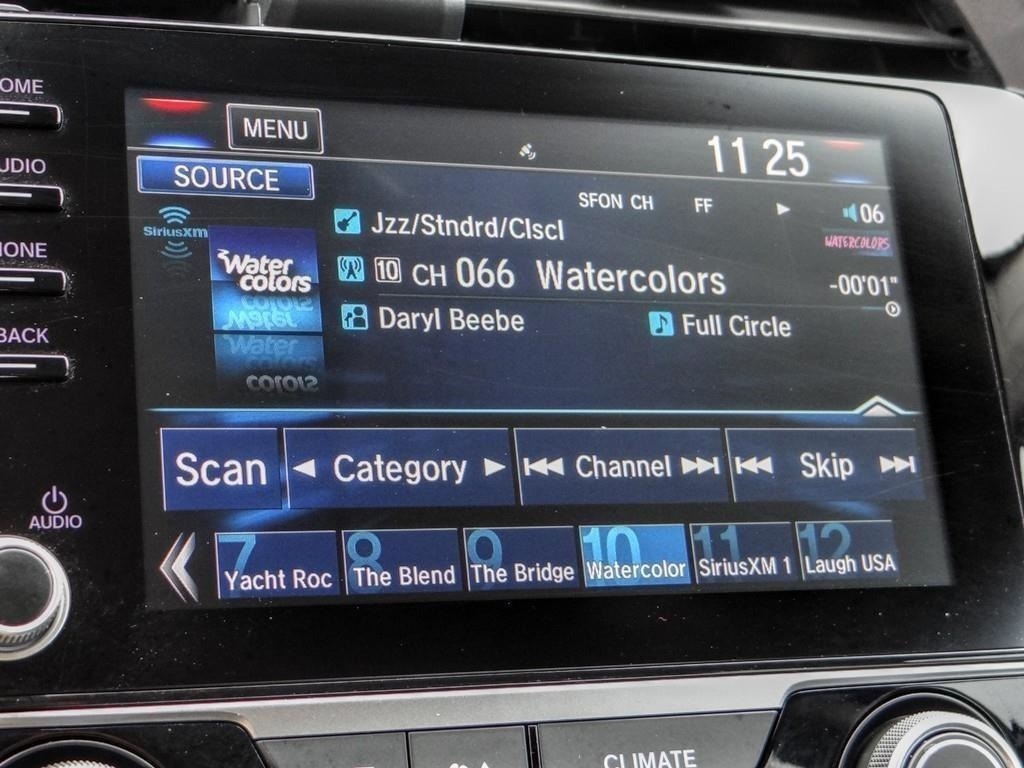 OME
MENU
11 25
UDIO
SOURCE
SFON CH FF
06
SiriusXM
Water colors
Jzz/Stndrd/Clscl
WATERCOLORS
HONE
10 CH 066 Watercolors
-00'01"
Daryl Beebe
Full Circle
BACK
Scan
Category
Channel
Skip
AUDIO
7 Yacht Roc
8 The Blend
9 The Bridge
10 Watercolor
11 SiriusXM 1
12 Laugh USA
CLIMATE